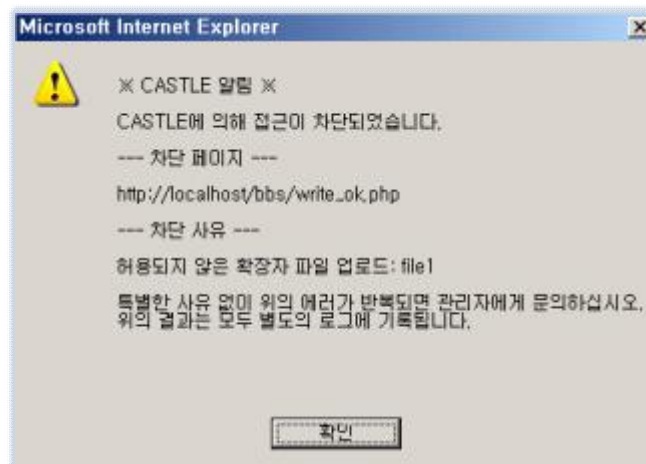 Microsoft Internet Explorer
※ CASTLE 알림 ※
CASTLE에 의해 접근이 차단되었습니다.
--- 차단 페이지 ---
http://localhost/bbs/write_ok.php
--- 차단 사유 ---
허용되지 않은 확장자 파일 업로드: file1
특별한 사유 없이 위의 에러가 반복되면 관리자에게 문의하십시오.
위의 결과는 모두 별도의 로그에 기록됩니다.
확인